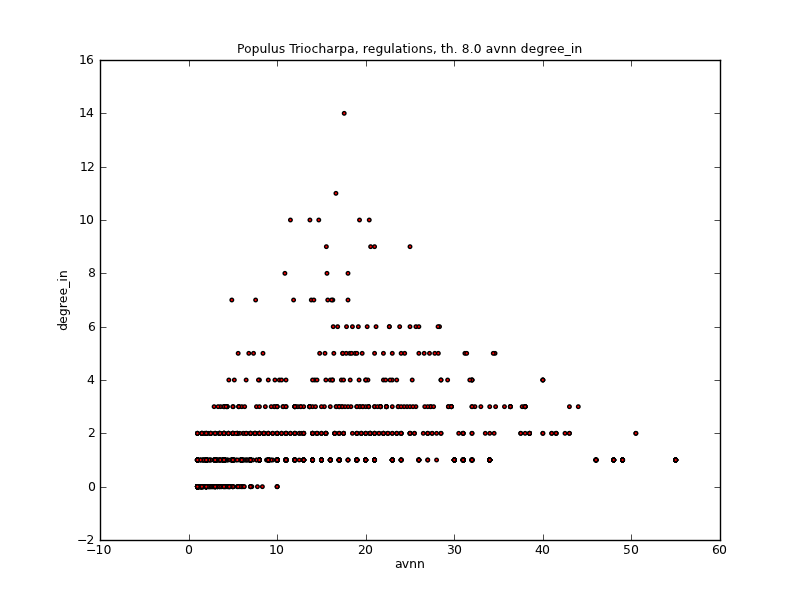 Populus Triocharpa, regulations, th. 8.0 avnn degree_in
16
14
12
10
8
6
4
2
0
−2
degree_in
−10 0 10 20 30 40 50 60
avnn